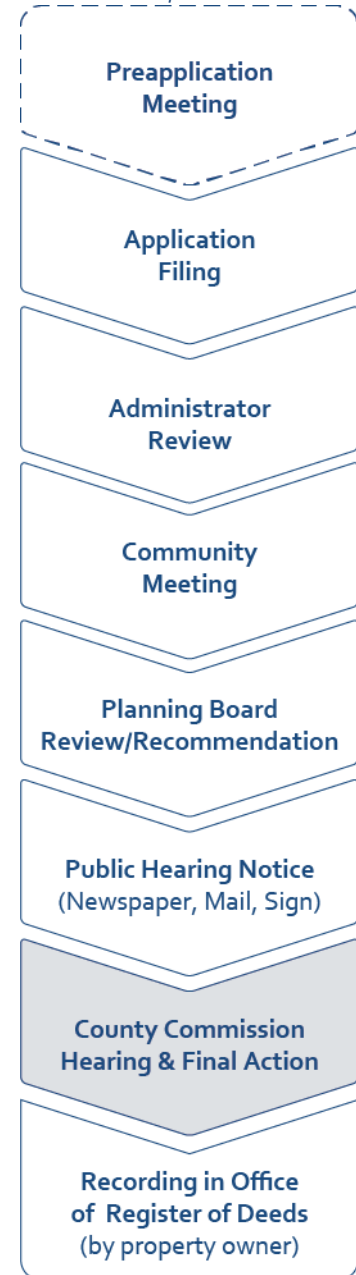 Preapplication
Meeting
Application
Filing
Administrator
Review
Community
Meeting
Planning Board
Review/Recommendation
Public Hearing Notice
(Newspaper, Mail, Sign)
County Commission
Hearing & Final Action
Recording in Office
of Register of Deeds
(by property owner)